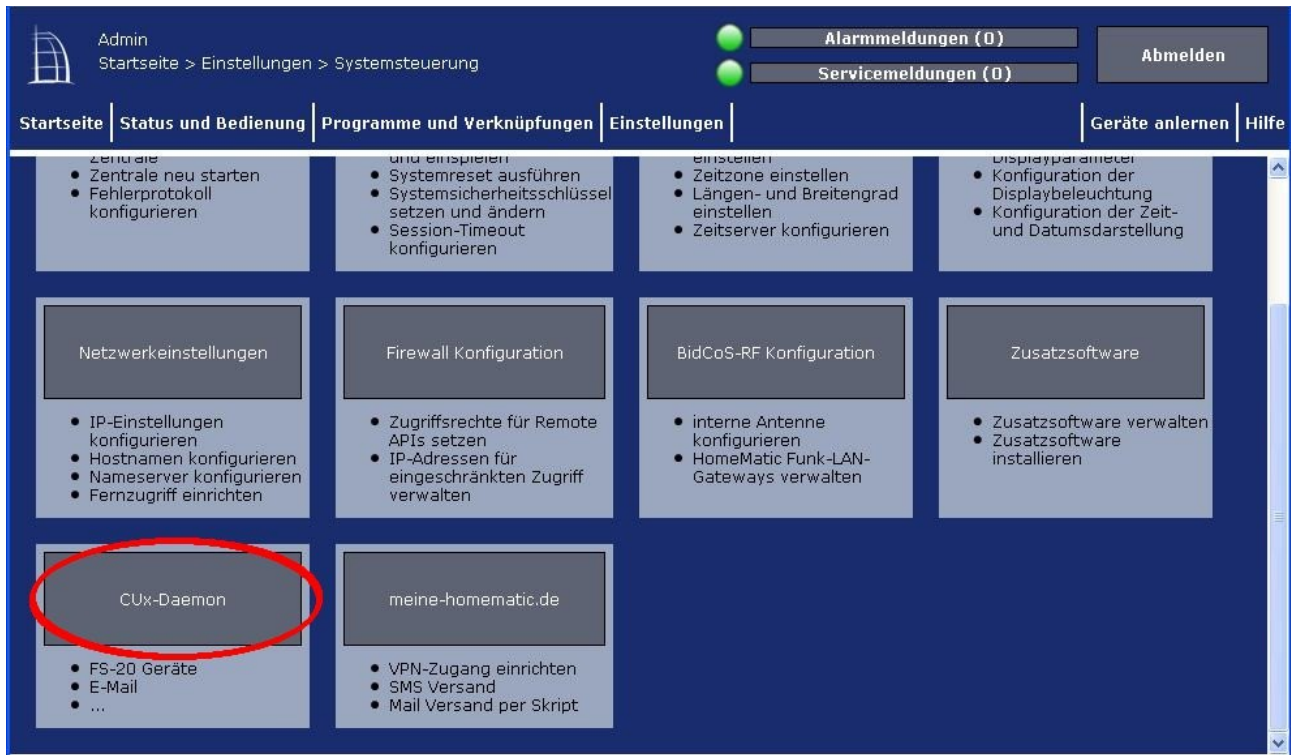 Admin
Startseite > Einstellungen > Systemsteuerung
Alarmmeldungen (0)
Servicemeldungen (0)
Abmelden
Startseite Status und Bedienung Programme und Verknüpfungen Einstellungen Geräte anlernen Hilfe
Zentrale
• Zentrale neu starten
• Fehlerprotokoll
konfigurieren
und einspielen
• Systemreset ausführen
• Systemsicherheitsschlüssel
setzen und ändern
• Session-Timeout
konfigurieren
einstellen
• Zeitzone einstellen
• Längen- und Breitengrad
einstellen
• Zeitserver konfigurieren
Displayparameter
• Konfiguration der
Displaybeleuchtung
• Konfiguration der Zeit-
und Datumsdarstellung
Netzwerkeinstellungen
• IP-Einstellungen
konfigurieren
• Hostnamen konfigurieren
• Nameserver konfigurieren
• Fernzugriff einrichten
Firewall Konfiguration
• Zugriffsrechte für Remote
APIs setzen
• IP-Adressen für
eingeschränkten Zugriff
verwalten
BidCoS-RF Konfiguration
• interne Antenne
konfigurieren
• HomeMatic Funk-LAN-
Gateways verwalten
Zusatzsoftware
• Zusatzsoftware verwalten
• Zusatzsoftware
installieren
CUx-Daemon
• FS-20 Geräte
• E-Mail
• ...
meine-homematic.de
• VPN-Zugang einrichten
• SMS Versand
• Mail Versand per Skript